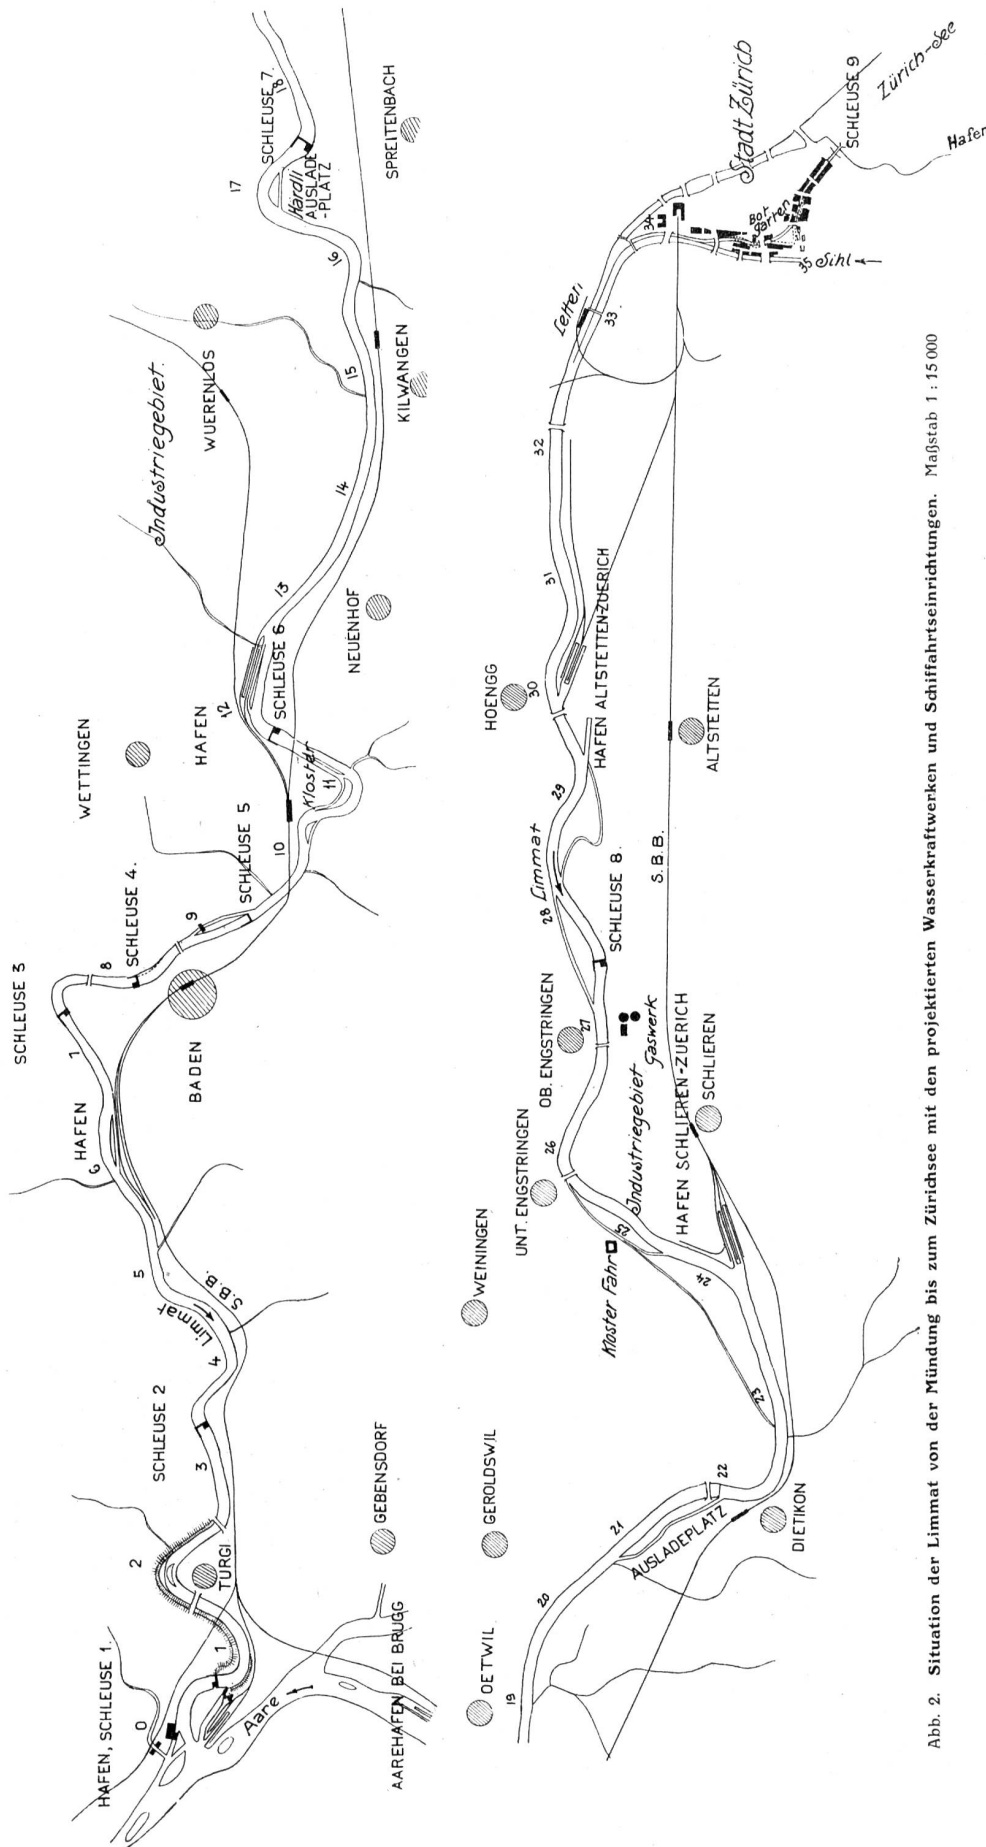 HAFEN, SCHLEUSE 1.
0
1
2
TURGI
Aare
AAREHAFEN BEI BRUGG
GEBENSDORF
3
SCHLEUSE 2
4
Limmat
S.B.B.
5
6
HAFEN
7
SCHLEUSE 3
8
BADEN
SCHLEUSE 4.
9
SCHLEUSE 5
WETTINGEN
10
Kloster
11
HAFEN
12
SCHLEUSE 6
13
NEUENHOF
Industriegebiet.
14
WUERENLOS
15
KILWANGEN
16
17
Härdli
AUSLADE
-PLATZ
SCHLEUSE 7.
18
SPREITENBACH
19
OETWIL
20
21
GEROLDSWIL
AUSLADEPLATZ
22
DIETIKON
23
WEININGEN
Kloster Fahr
24
25
UNT. ENGSTRINGEN
26
Industriegebiet
HAFEN SCHLIEREN-ZUERICH
SCHLIEREN
OB. ENGSTRINGEN
27
Gaswerk
28
Limmat
SCHLEUSE 8.
S.B.B.
29
HAFEN ALTSTETTEN-ZUERICH
ALTSTETTEN
HOENGG
30
31
32
Letten
33
34
35
Sihl
Bot.
garten
Stadt Zürich
SCHLEUSE 9
Zürich-See
Hafen
Abb. 2. Situation der Limmat von der Mündung bis zum Zürichsee mit den projektierten Wasserkraftwerken und Schiffahrtseinrichtungen. Maßstab 1 : 15 000